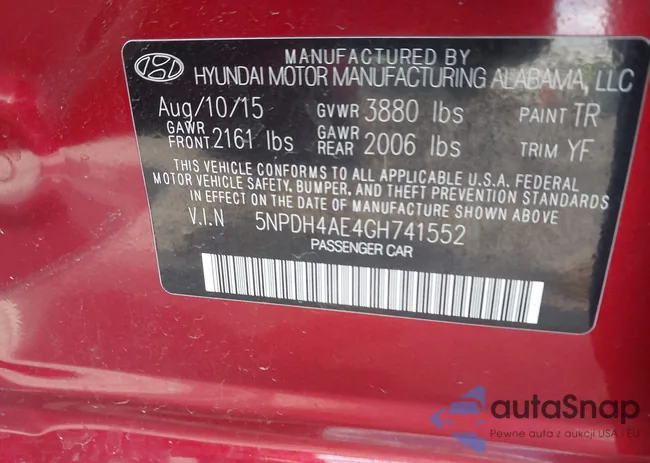 MANUFACTURED BY
HYUNDAI MOTOR MANUFACTURING ALABAMA, LLC
Aug/10/15 GVWR 3880 lbs PAINT TR
GAWR FRONT 2161 lbs GAWR REAR 2006 lbs TRIM YF
THIS VEHICLE CONFORMS TO ALL APPLICABLE U.S.A. FEDERAL
MOTOR VEHICLE SAFETY, BUMPER, AND THEFT PREVENTION STANDARDS
IN EFFECT ON THE DATE OF MANUFACTURE SHOWN ABOVE
V.I.N 5NPDH4AE4GH741552
PASSENGER CAR
autaSnap
Pewne auta z aukcji USA i EU